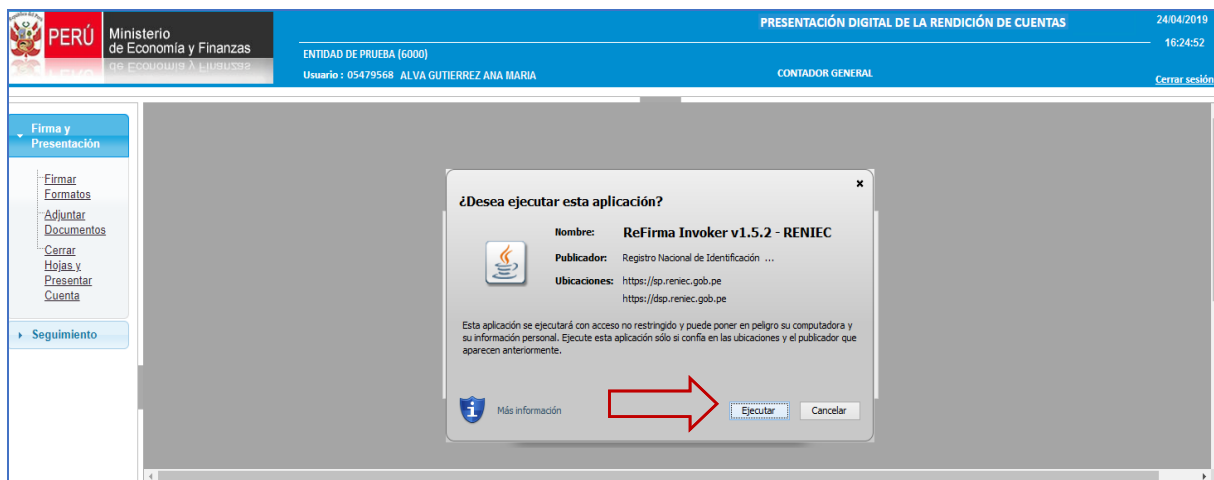 PERÚ
Ministerio
de Economía y Finanzas
PRESENTACIÓN DIGITAL DE LA RENDICIÓN DE CUENTAS
24/04/2019
16:24:52
ENTIDAD DE PRUEBA (6000)
Usuario : 05479568 ALVA GUTIERREZ ANA MARIA
CONTADOR GENERAL
Cerrar sesión
Firma y
Presentación
Firmar
Formatos
Adjuntar
Documentos
Cerrar
Hojas y
Presentar
Cuenta
Seguimiento
¿Desea ejecutar esta aplicación?
Nombre: ReFirma Invoker v1.5.2 - RENIEC
Publicador: Registro Nacional de Identificación ...
Ubicaciones: https://sp.reniec.gob.pe
https://dsp.reniec.gob.pe
Esta aplicación se ejecutará con acceso no restringido y puede poner en peligro su computadora y
su información personal. Ejecute esta aplicación sólo si confía en las ubicaciones y el publicador que
aparecen anteriormente.
Más información
Ejecutar
Cancelar